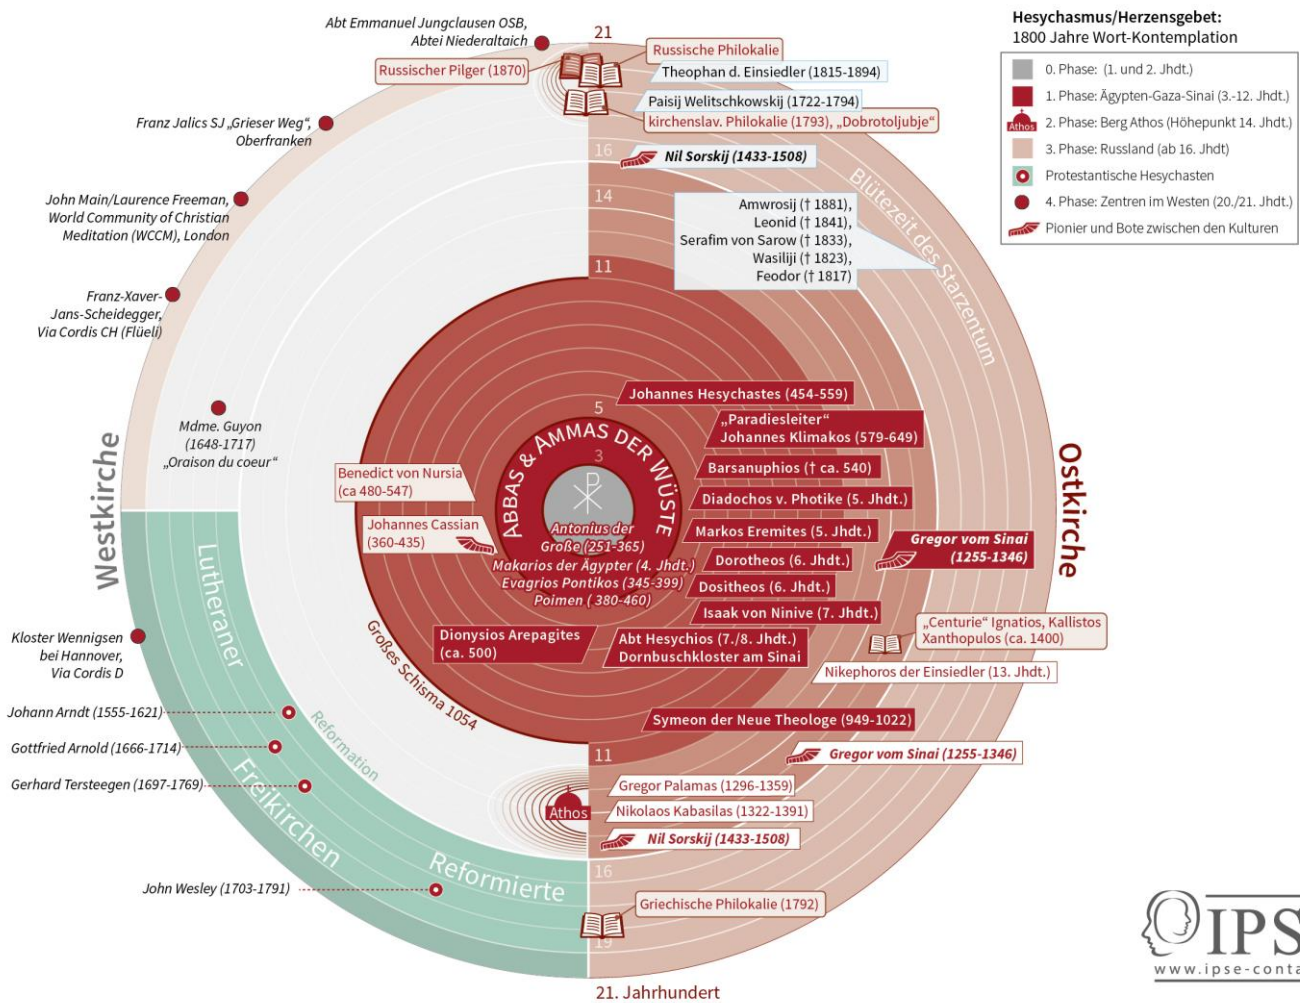 Hesychasmus/Herzensgebet:
1800 Jahre Wort-Kontemplation
0. Phase: (1. und 2. Jhdt.)
1. Phase: Ägypten-Gaza-Sinai (3.-12. Jhdt.)
Athos
2. Phase: Berg Athos (Höhepunkt 14. Jhdt.)
3. Phase: Russland (ab 16. Jhdt)
Protestantische Hesychasten
4. Phase: Zentren im Westen (20./21. Jhdt.)
Pionier und Bote zwischen den Kulturen
Abt Emmanuel Jungclausen OSB,
Abtei Niederaltaich
21
Russischer Pilger (1870)
Russische Philokalie
Theophan d. Einsiedler (1815-1894)
Paisij Welitschkowskij (1722-1794)
kirchenslav. Philokalie (1793), „Dobrotoljubje“
Franz Jalics SJ „Grieser Weg“,
Oberfranken
16
Nil Sorskij (1433-1508)
Blütezeit des Starzentum
14
John Main/Laurence Freeman,
World Community of Christian
Meditation (WCCM), London
Amwrosij († 1881),
Leonid († 1841),
Serafim von Sarow († 1833),
Wasiliji († 1823),
Feodor († 1817)
11
Franz-Xaver-
Jans-Scheidegger,
Via Cordis CH (Flüeli)
Johannes Hesychastes (454-559)
5
Mdme. Guyon
(1648-1717)
„Oraison du coeur“
„Paradiesleiter“
Johannes Klimakos (579-649)
Westkirche
Ostkirche
ABBAS & AMMAS DER WÜSTE
3
Benedict von Nursia
(ca 480-547)
Barsanuphios († ca. 540)
Diadochos v. Photike (5. Jhdt.)
Johannes Cassian
(360-435)
Antonius der
Große (251-365)
Makarios der Ägypter (4. Jhdt.)
Evagrios Pontikos (345-399)
Poimen ( 380-460)
Markos Eremites (5. Jhdt.)
Gregor vom Sinai
(1255-1346)
Dorotheos (6. Jhdt.)
Dositheos (6. Jhdt.)
Isaak von Ninive (7. Jhdt.)
Dionysios Arepagites
(ca. 500)
Abt Hesychios (7./8. Jhdt.)
Dornbuschkloster am Sinai
„Centurie“ Ignatios, Kallistos
Xanthopulos (ca. 1400)
Nikephoros der Einsiedler (13. Jhdt.)
Großes Schisma 1054
Lutheraner
Kloster Wennigsen
bei Hannover,
Via Cordis D
Johann Arndt (1555-1621)
Reformation
Symeon der Neue Theologe (949-1022)
Gottfried Arnold (1666-1714)
11
Gregor vom Sinai (1255-1346)
Gerhard Tersteegen (1697-1769)
Freikirchen
Gregor Palamas (1296-1359)
Athos
Nikolaos Kabasilas (1322-1391)
Nil Sorskij (1433-1508)
Reformierte
16
John Wesley (1703-1791)
Griechische Philokalie (1792)
19
21. Jahrhundert
IPS
www.ipse-conta